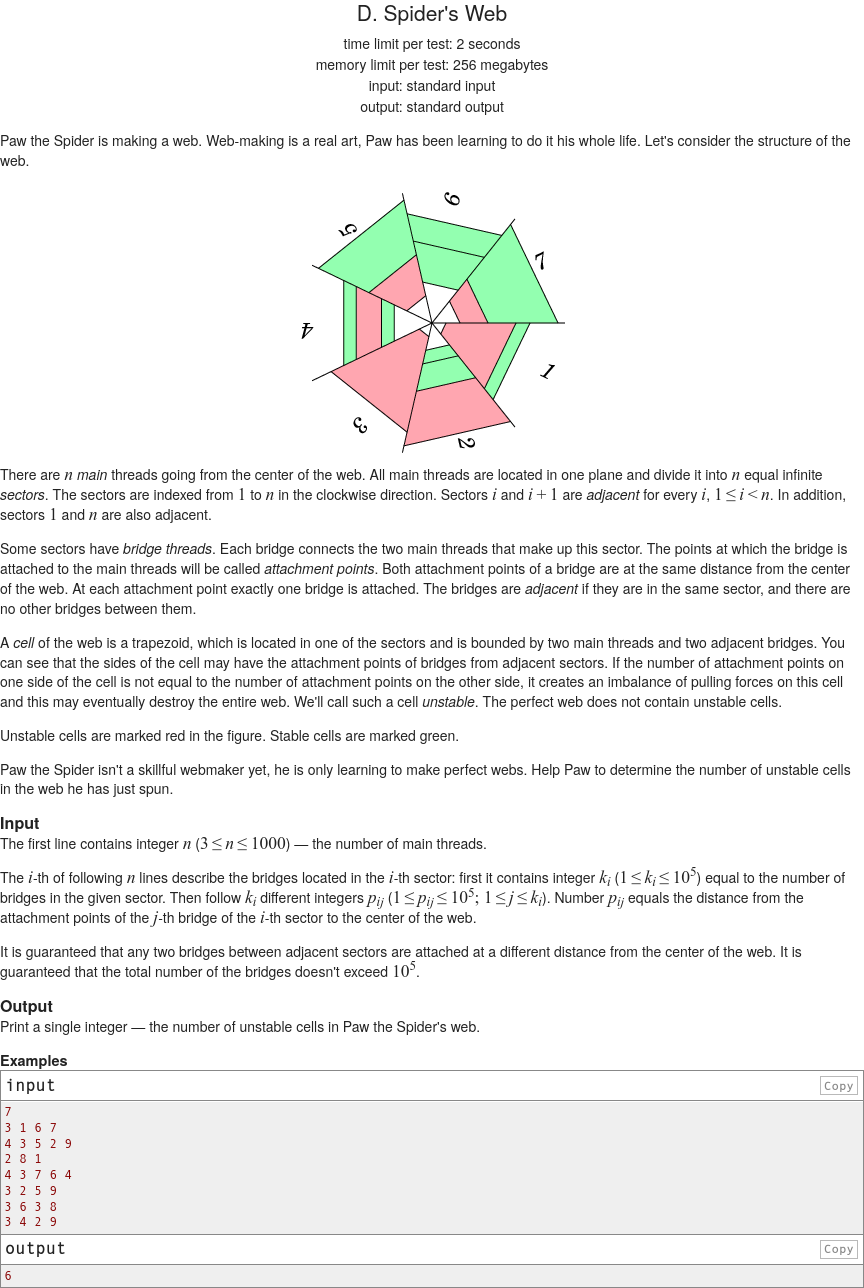 D. Spider's Web
time limit per test: 2 seconds
memory limit per test: 256 megabytes
input: standard input
output: standard output
Paw the Spider is making a web. Web-making is a real art, Paw has been learning to do it his whole life. Let's consider the structure of the
web.
6
5
7
4
1
3
2
There are n main threads going from the center of the web. All main threads are located in one plane and divide it into n equal infinite
sectors. The sectors are indexed from 1 to n in the clockwise direction. Sectors i and i + 1 are adjacent for every i, 1 ≤ i < n. In addition,
sectors 1 and n are also adjacent.
Some sectors have bridge threads. Each bridge connects the two main threads that make up this sector. The points at which the bridge is
attached to the main threads will be called attachment points. Both attachment points of a bridge are at the same distance from the center
of the web. At each attachment point exactly one bridge is attached. The bridges are adjacent if they are in the same sector, and there are
no other bridges between them.
A cell of the web is a trapezoid, which is located in one of the sectors and is bounded by two main threads and two adjacent bridges. You
can see that the sides of the cell may have the attachment points of bridges from adjacent sectors. If the number of attachment points on
one side of the cell is not equal to the number of attachment points on the other side, it creates an imbalance of pulling forces on this cell
and this may eventually destroy the entire web. We'll call such a cell unstable. The perfect web does not contain unstable cells.
Unstable cells are marked red in the figure. Stable cells are marked green.
Paw the Spider isn't a skillful webmaker yet, he is only learning to make perfect webs. Help Paw to determine the number of unstable cells
in the web he has just spun.
Input
The first line contains integer n (3 ≤ n ≤ 1000) — the number of main threads.
The i-th of following n lines describe the bridges located in the i-th sector: first it contains integer kᵢ (1 ≤ kᵢ ≤ 10⁵) equal to the number of
bridges in the given sector. Then follow kᵢ different integers pᵢⱼ (1 ≤ pᵢⱼ ≤ 10⁵; 1 ≤ j ≤ kᵢ). Number pᵢⱼ equals the distance from the
attachment points of the j-th bridge of the i-th sector to the center of the web.
It is guaranteed that any two bridges between adjacent sectors are attached at a different distance from the center of the web. It is
guaranteed that the total number of the bridges doesn't exceed 10⁵.
Output
Print a single integer — the number of unstable cells in Paw the Spider's web.
Examples
input
Copy
7
3 1 6 7
4 3 5 2 9
2 8 1
4 3 7 6 4
3 2 5 9
3 6 3 8
3 4 2 9
output
Copy
6